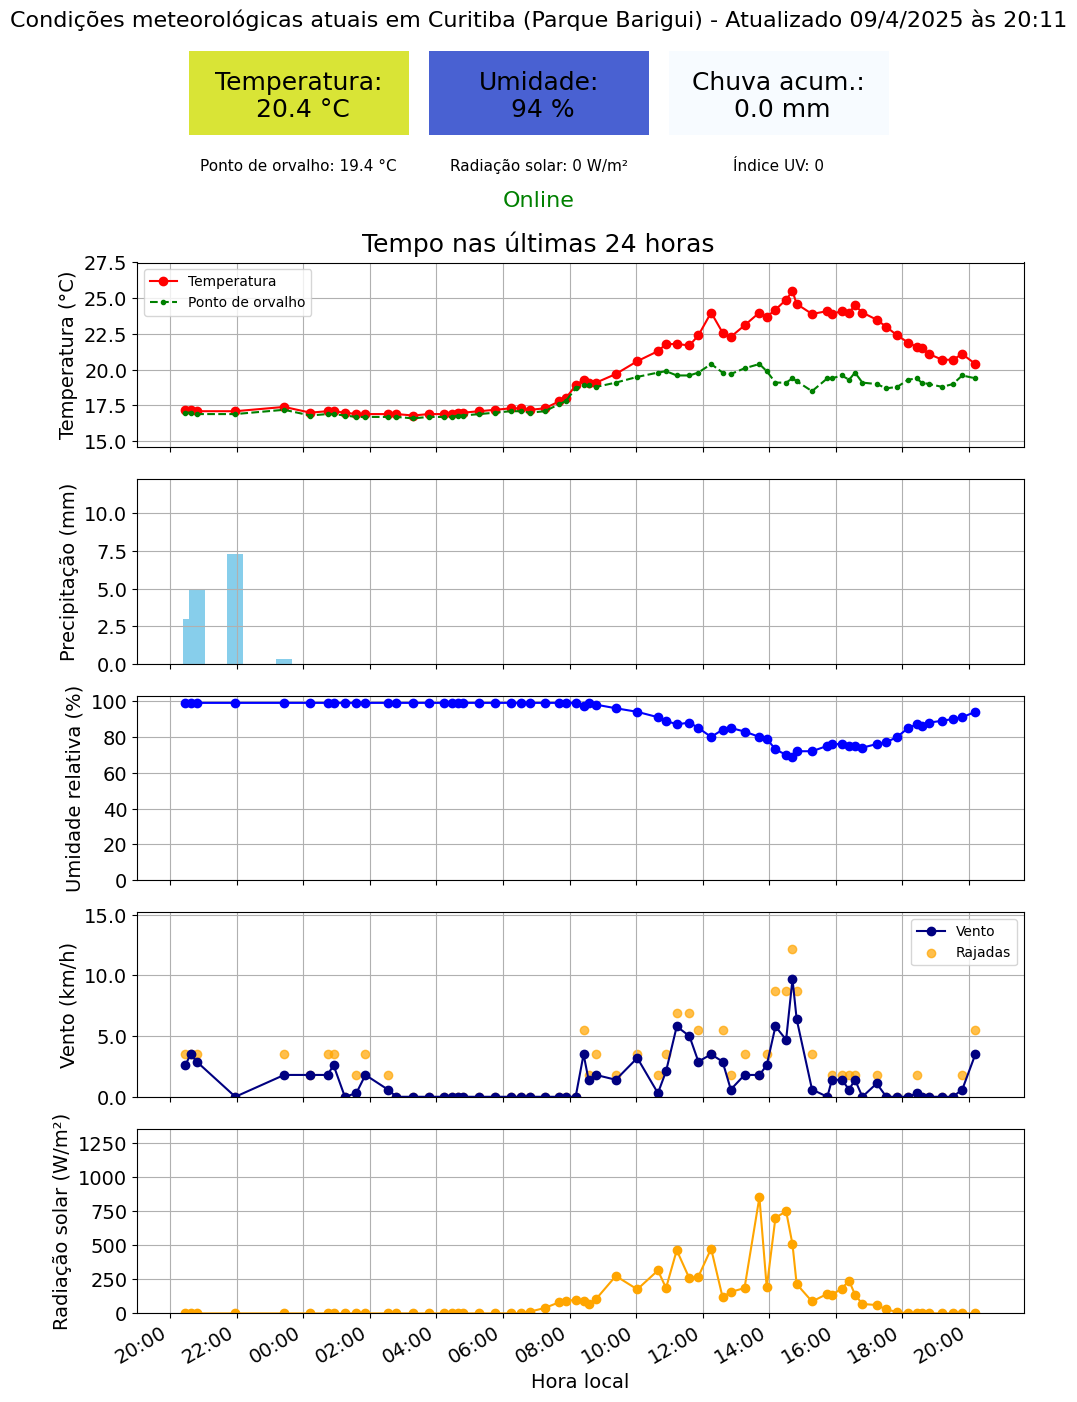 Condições meteorológicas atuais em Curitiba (Parque Barigui) - Atualizado 09/4/2025 às 20:11
Temperatura:
20.4 °C
Umidade:
94 %
Chuva acum.:
0.0 mm
Ponto de orvalho: 19.4 °C
Radiação solar: 0 W/m²
Índice UV: 0
Online
Tempo nas últimas 24 horas
Temperatura (°C)
27.5
25.0
22.5
20.0
17.5
15.0
Temperatura
Ponto de orvalho
Precipitação (mm)
10.0
7.5
5.0
2.5
0.0
Umidade relativa (%)
100
80
60
40
20
0
Vento (km/h)
15.0
10.0
5.0
0.0
Vento
Rajadas
Radiação solar (W/m²)
1250
1000
750
500
250
0
20:00
22:00
00:00
02:00
04:00
06:00
08:00
10:00
12:00
14:00
16:00
18:00
20:00
Hora local